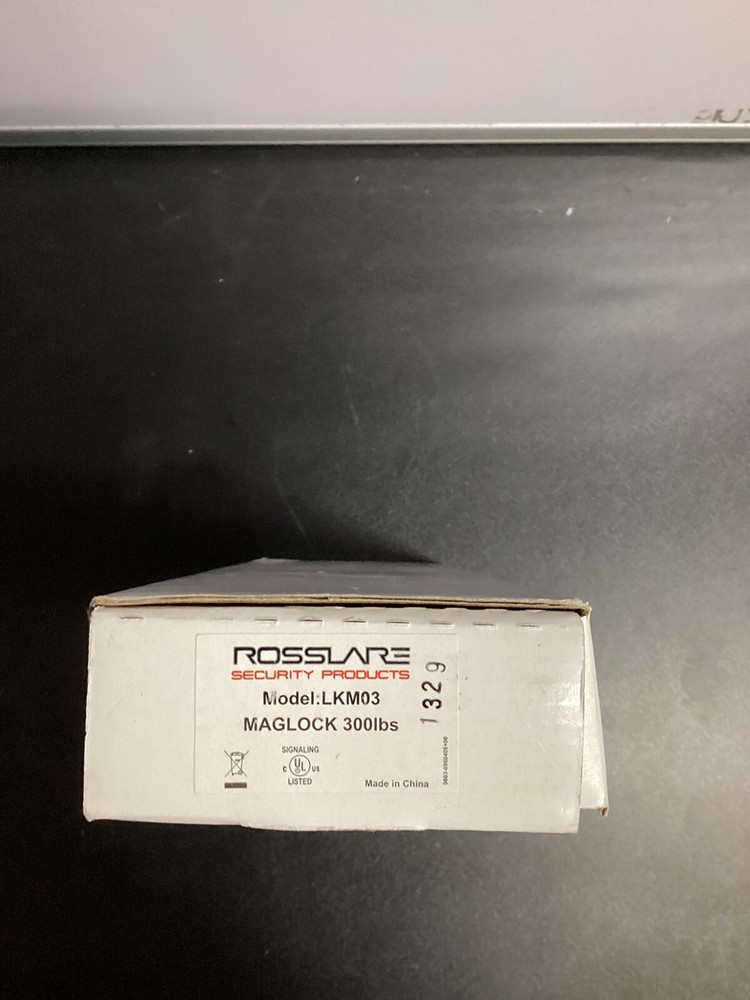 ROSSLARE
SECURITY PRODUCTS
Model:LKM03
MAGLOCK 300lbs
1329
SIGNALING
C UL US
LISTED
Made in China